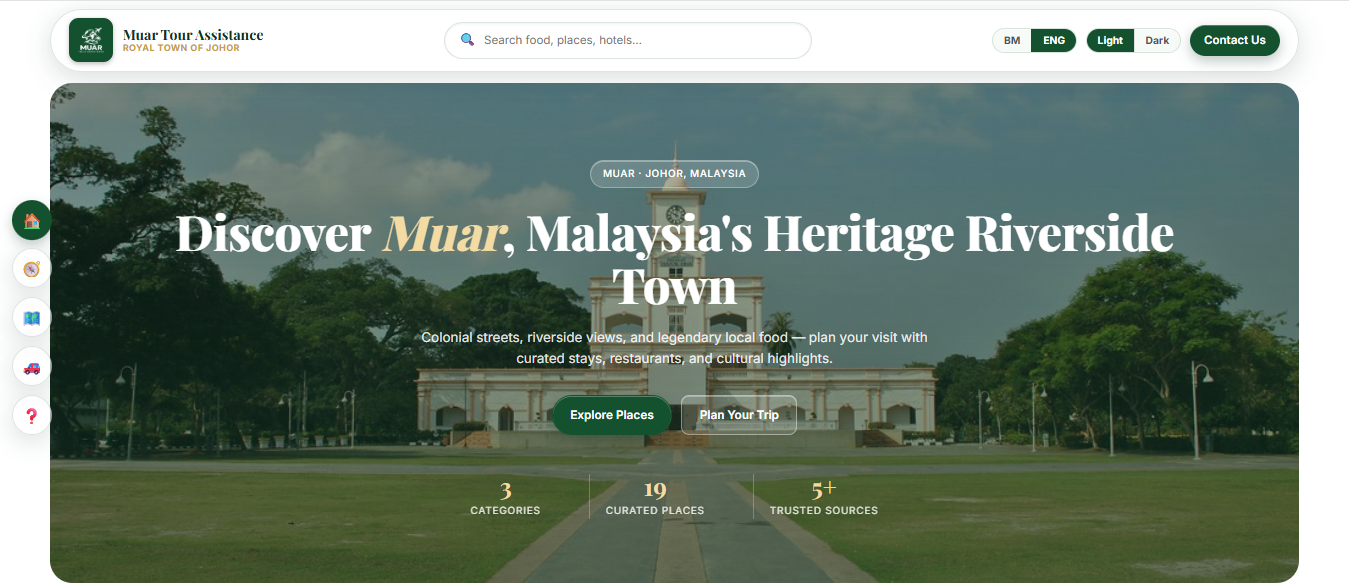 MUAR
Muar Tour Assistance
ROYAL TOWN OF JOHOR
Search food, places, hotels...
BM
ENG
Light
Dark
Contact Us
MUAR · JOHOR, MALAYSIA
Discover Muar, Malaysia's Heritage Riverside
Town
Colonial streets, riverside views, and legendary local food — plan your visit with
curated stays, restaurants, and cultural highlights.
Explore Places
Plan Your Trip
3
CATEGORIES
19
CURATED PLACES
5+
TRUSTED SOURCES